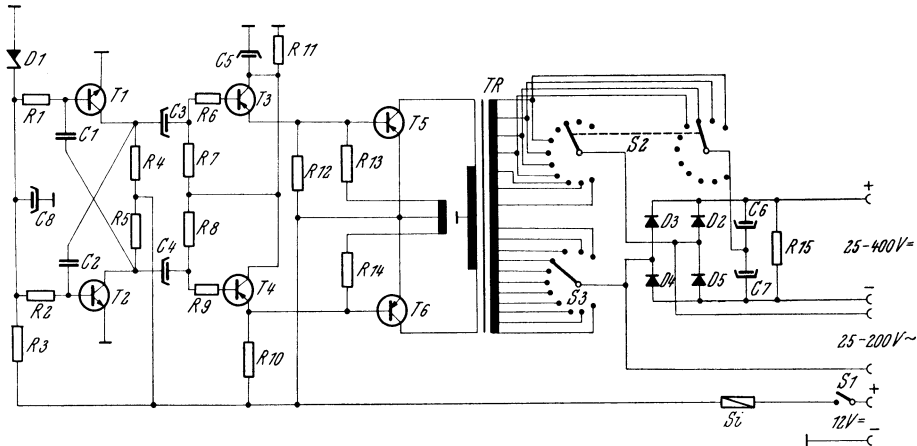 D1
R1
T1
C1
C3
R6
C5
R11
T3
R4
R7
R12
R13
T5
TR
S2
C8
R5
R8
C4
C2
R2
T2
R9
T4
R14
T6
S3
R3
R10
D3
D2
C6
R15
D4
D5
C7
+
25-400V=
−
25-200V~
Si
S1
+
12V=
−